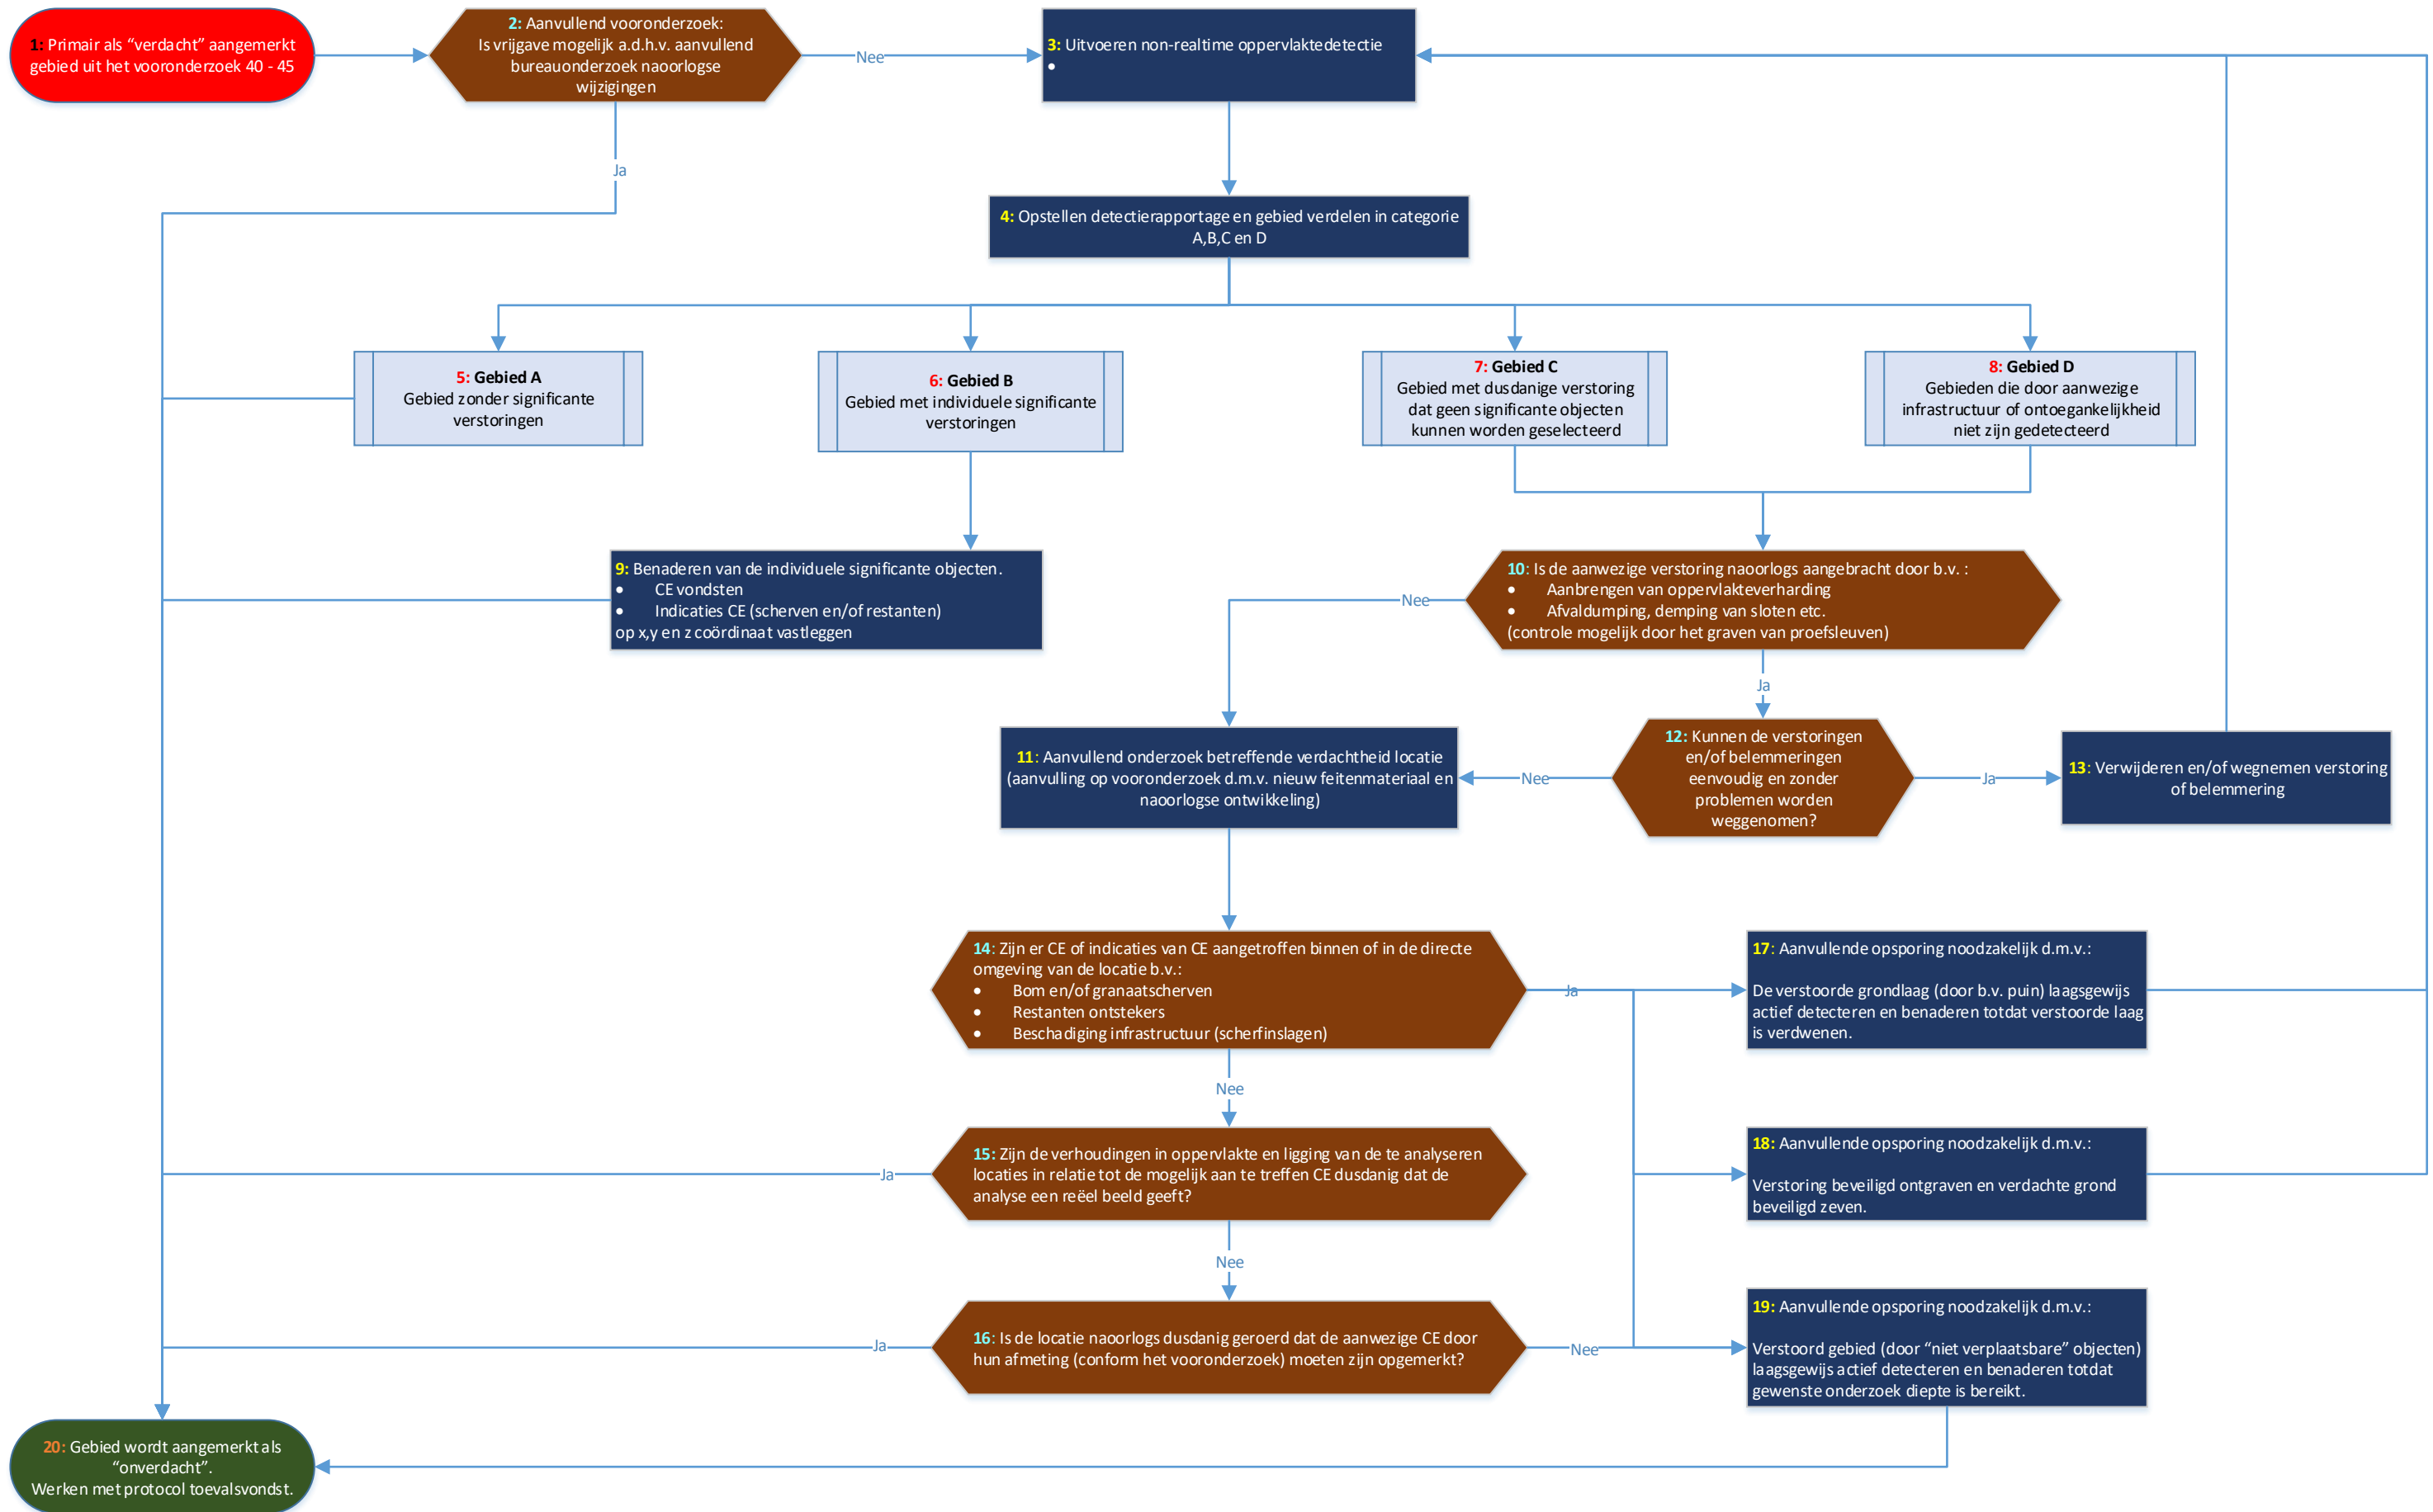 1: Primair als “verdacht” aangemerkt
gebied uit het vooronderzoek 40 - 45
2: Aanvullend vooronderzoek:
Is vrijgave mogelijk a.d.h.v. aanvullend
bureauonderzoek naoorlogse
wijzigingen
Nee
3: Uitvoeren non-realtime oppervlaktedetectie
•
Ja
4: Opstellen detectierapportage en gebied verdelen in categorie
A,B,C en D
5: Gebied A
Gebied zonder significante
verstoringen
6: Gebied B
Gebied met individuele significante
verstoringen
7: Gebied C
Gebied met dusdanige verstoring
dat geen significante objecten
kunnen worden geselecteerd
8: Gebied D
Gebieden die door aanwezige
infrastructuur of ontoegankelijkheid
niet zijn gedetecteerd
9: Benaderen van de individuele significante objecten.
• CE vondsten
• Indicaties CE (scherven en/of restanten)
op x,y en z coördinaat vastleggen
Nee
10: Is de aanwezige verstoring naoorlogs aangebracht door b.v. :
• Aanbrengen van oppervlakteverharding
• Afvaldumping, demping van sloten etc.
(controle mogelijk door het graven van proefsleuven)
Ja
11: Aanvullend onderzoek betreffende verdachtheid locatie
(aanvulling op vooronderzoek d.m.v. nieuw feitenmateriaal en
naoorlogse ontwikkeling)
Nee
12: Kunnen de verstoringen
en/of belemmeringen
eenvoudig en zonder
problemen worden
weggenomen?
Ja
13: Verwijderen en/of wegnemen verstoring
of belemmering
14: Zijn er CE of indicaties van CE aangetroffen binnen of in de directe
omgeving van de locatie b.v.:
• Bom en/of granaatscherven
• Restanten ontstekers
• Beschadiging infrastructuur (scherfinslagen)
Ja
17: Aanvullende opsporing noodzakelijk d.m.v.:
De verstoorde grondlaag (door b.v. puin) laagsgewijs
actief detecteren en benaderen totdat verstoorde laag
is verdwenen.
Nee
Ja
15: Zijn de verhoudingen in oppervlakte en ligging van de te analyseren
locaties in relatie tot de mogelijk aan te treffen CE dusdanig dat de
analyse een reëel beeld geeft?
18: Aanvullende opsporing noodzakelijk d.m.v.:
Verstoring beveiligd ontgraven en verdachte grond
beveiligd zeven.
Nee
Ja
16: Is de locatie naoorlogs dusdanig geroerd dat de aanwezige CE door
hun afmeting (conform het vooronderzoek) moeten zijn opgemerkt?
Nee
19: Aanvullende opsporing noodzakelijk d.m.v.:
Verstoord gebied (door “niet verplaatsbare” objecten)
laagsgewijs actief detecteren en benaderen totdat
gewenste onderzoek diepte is bereikt.
20: Gebied wordt aangemerkt als
“onverdacht”.
Werken met protocol toevalsvondst.